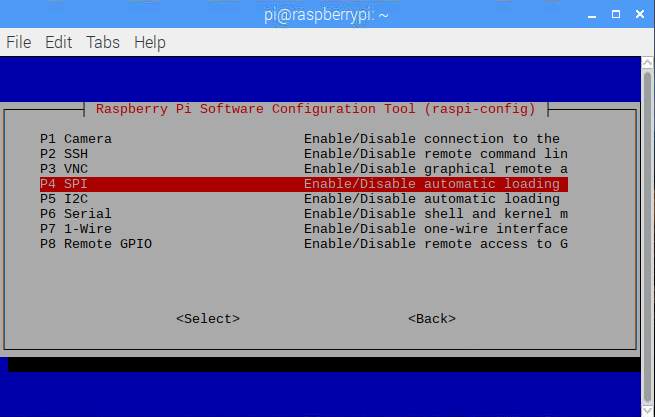 pi@raspberrypi: ~
File Edit Tabs Help
Raspberry Pi Software Configuration Tool (raspi-config)
P1 Camera Enable/Disable connection to the
P2 SSH Enable/Disable remote command lin
P3 VNC Enable/Disable graphical remote a
P4 SPI Enable/Disable automatic loading
P5 I2C Enable/Disable automatic loading
P6 Serial Enable/Disable shell and kernel m
P7 1-Wire Enable/Disable one-wire interface
P8 Remote GPIO Enable/Disable remote access to G
<Select> <Back>